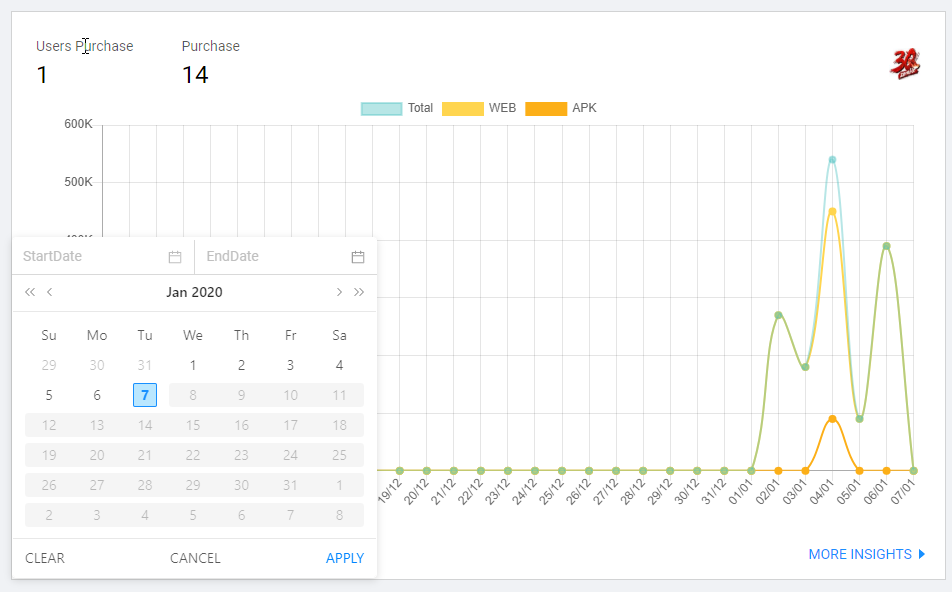 Users Purchase Purchase
1 14
Total WEB APK
600K
500K
StartDate EndDate
Jan 2020
Su Mo Tu We Th Fr Sa
29 30 31 1 2 3 4
5 6 7 8 9 10 11
12 13 14 15 16 17 18
19 20 21 22 23 24 25
26 27 28 29 30 31 1
2 3 4 5 6 7 8
19/12 20/12 21/12 22/12 23/12 24/12 25/12 26/12 27/12 28/12 29/12 30/12 31/12 01/01 02/01 03/01 04/01 05/01 06/01 07/01
CLEAR CANCEL APPLY
MORE INSIGHTS